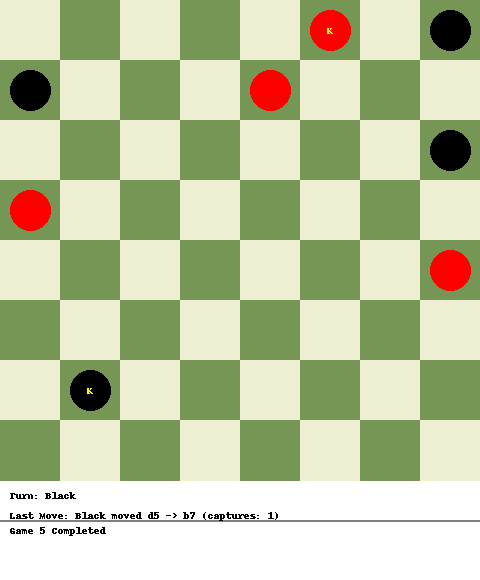 K
K
Turn: Black
Last Move: Black moved d5 -> b7 (captures: 1)
Game 5 Completed